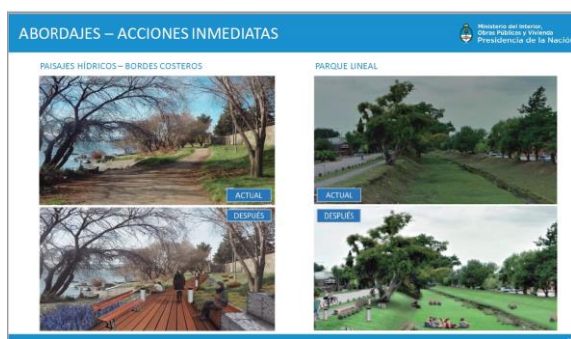 ABORDAJES – ACCIONES INMEDIATAS
Ministerio del Interior,
Obras Públicas y Vivienda
Presidencia de la Nación
PAISAJES HÍDRICOS – BORDES COSTEROS
PARQUE LINEAL
ACTUAL
ACTUAL
DESPUÉS
DESPUÉS